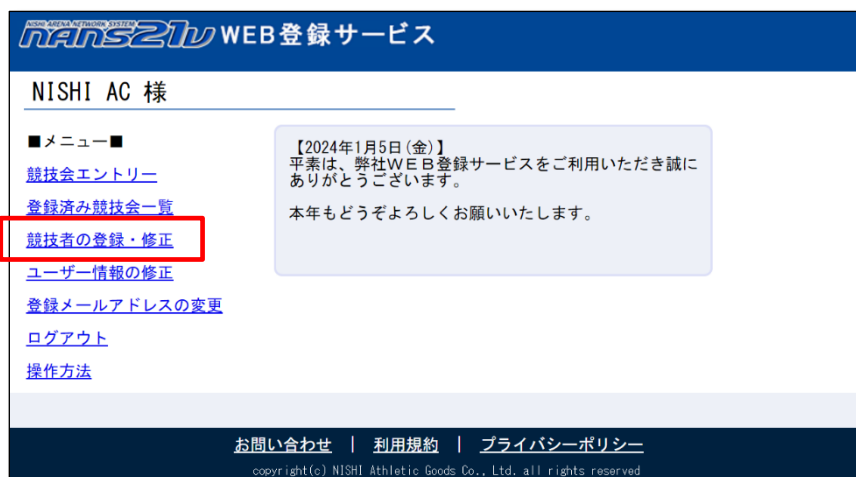 NISHI ARENA NETWORK SYSTEM
NANS21V WEB登録サービス
NISHI AC 様
■メニュー■
競技会エントリー
登録済み競技会一覧
競技者の登録・修正
ユーザー情報の修正
登録メールアドレスの変更
ログアウト
操作方法
【2024年1月5日(金)】
平素は、弊社ＷＥＢ登録サービスをご利用いただき誠に
ありがとうございます。
本年もどうぞよろしくお願いいたします。
お問い合わせ | 利用規約 | プライバシーポリシー
copyright(c) NISHI Athletic Goods Co., Ltd. all rights reserved